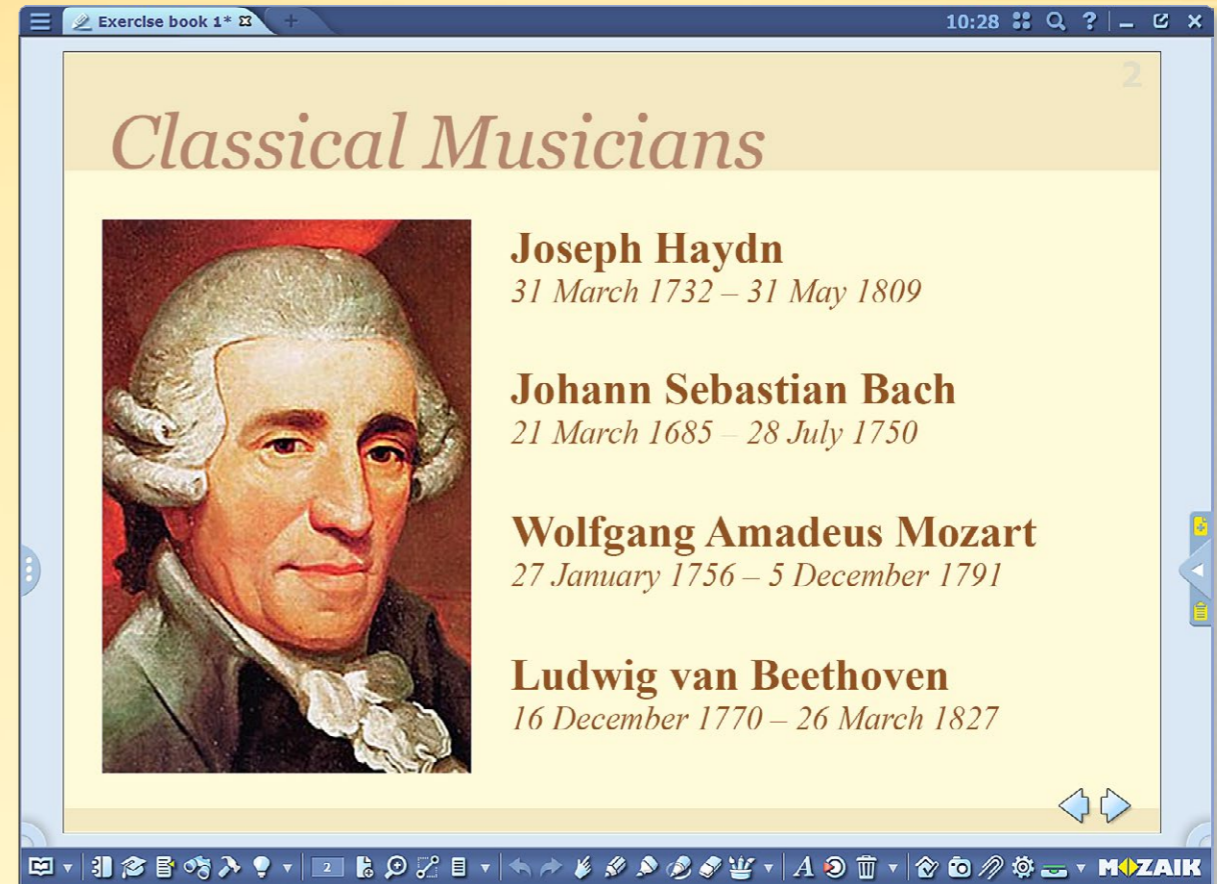 Exercise book 1*
10:28
2
Classical Musicians
Joseph Haydn
31 March 1732 – 31 May 1809
Johann Sebastian Bach
21 March 1685 – 28 July 1750
Wolfgang Amadeus Mozart
27 January 1756 – 5 December 1791
Ludwig van Beethoven
16 December 1770 – 26 March 1827
2
MOZAIK